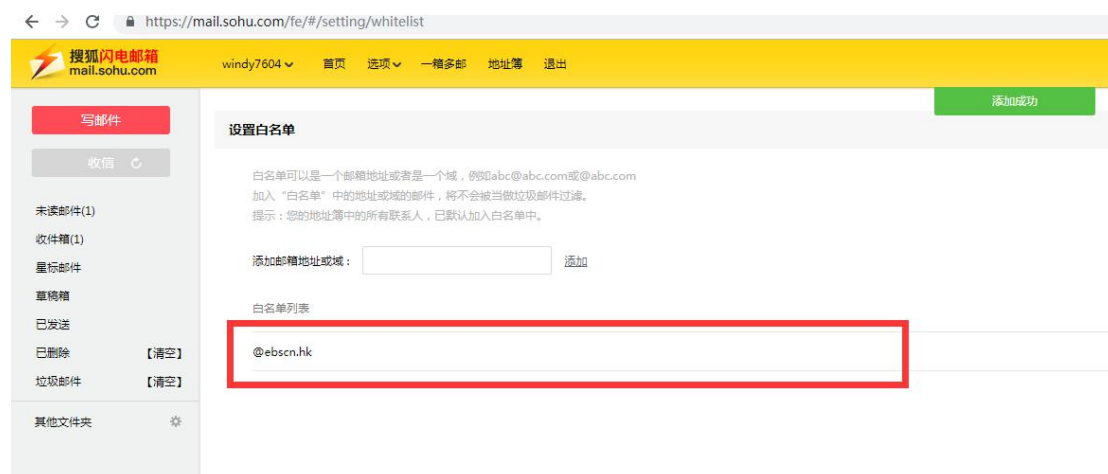 https://mail.sohu.com/fe/#/setting/whitelist
搜狐闪电邮箱
mail.sohu.com
windy7604 首页 选项 一箱多邮 地址簿 退出
添加成功
写邮件
设置白名单
收信
白名单可以是一个邮箱地址或者是一个域，例如abc@abc.com或@abc.com
加入“白名单”中的地址或域的邮件，将不会被当做垃圾邮件过滤。
提示：您的地址簿中的所有联系人，已默认加入白名单中。
未读邮件(1)
收件箱(1)
星标邮件
添加邮箱地址或域： 添加
草稿箱
白名单列表
已发送
已删除 【清空】
@ebscn.hk
垃圾邮件 【清空】
其他文件夹